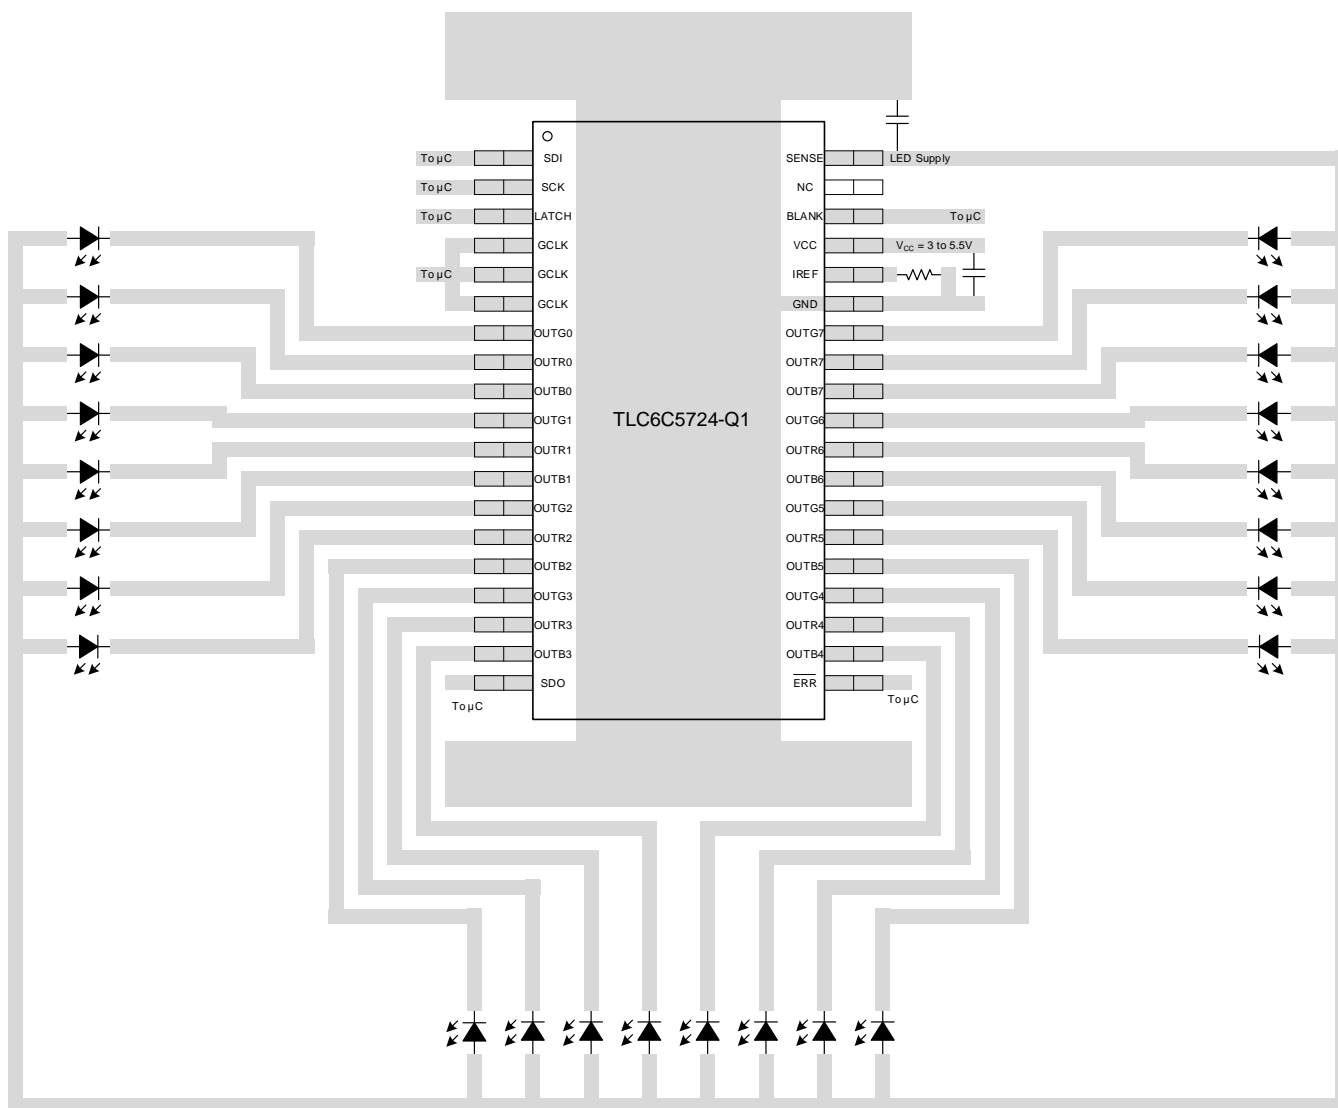 To µC SDI SENSE LED Supply
To µC SCK NC
To µC LATCH BLANK To µC
GCLK VCC VCC = 3 to 5.5V
To µC GCLK IREF
GCLK GND
OUTG0 OUTG7
OUTR0 OUTR7
OUTB0 OUTB7
OUTG1 TLC6C5724-Q1 OUTG6
OUTR1 OUTR6
OUTB1 OUTB6
OUTG2 OUTG5
OUTR2 OUTR5
OUTB2 OUTB5
OUTG3 OUTG4
OUTR3 OUTR4
OUTB3 OUTB4
SDO ERR
To µC To µC